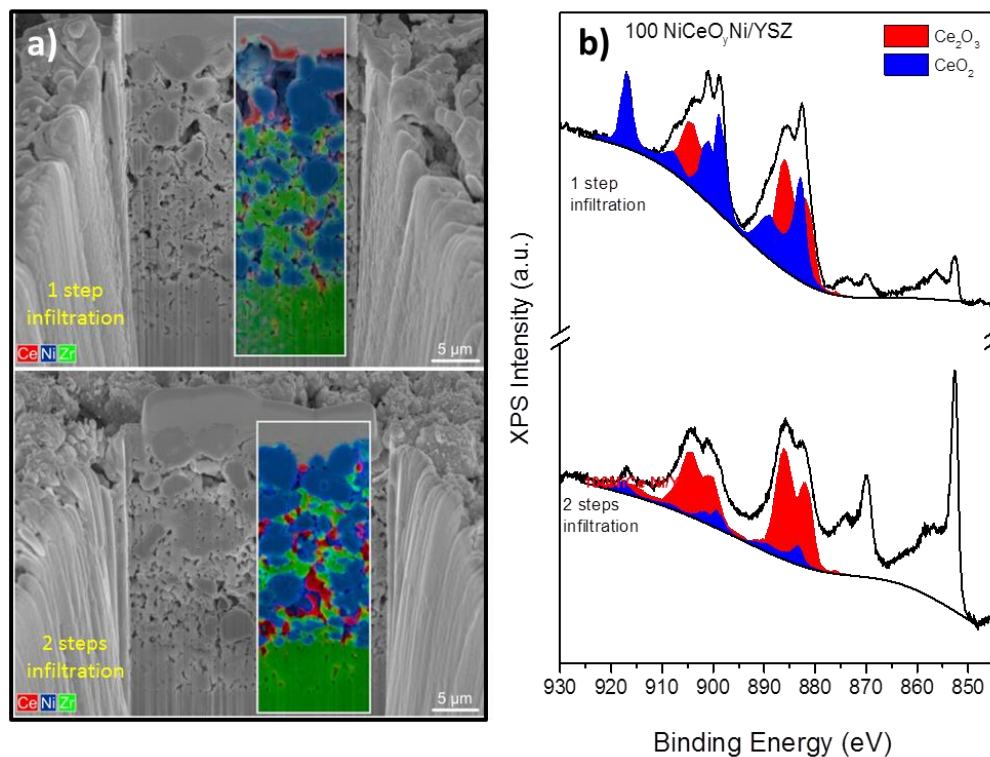 a)
1 step
infiltration
Ce Ni Zr
5 µm
2 steps
infiltration
Ce Ni Zr
5 µm
b)
100 NiCeOyNi/YSZ
Ce2O3
CeO2
1 step
infiltration
2 steps
infiltration
XPS Intensity (a.u.)
930 920 910 900 890 880 870 860 850
Binding Energy (eV)